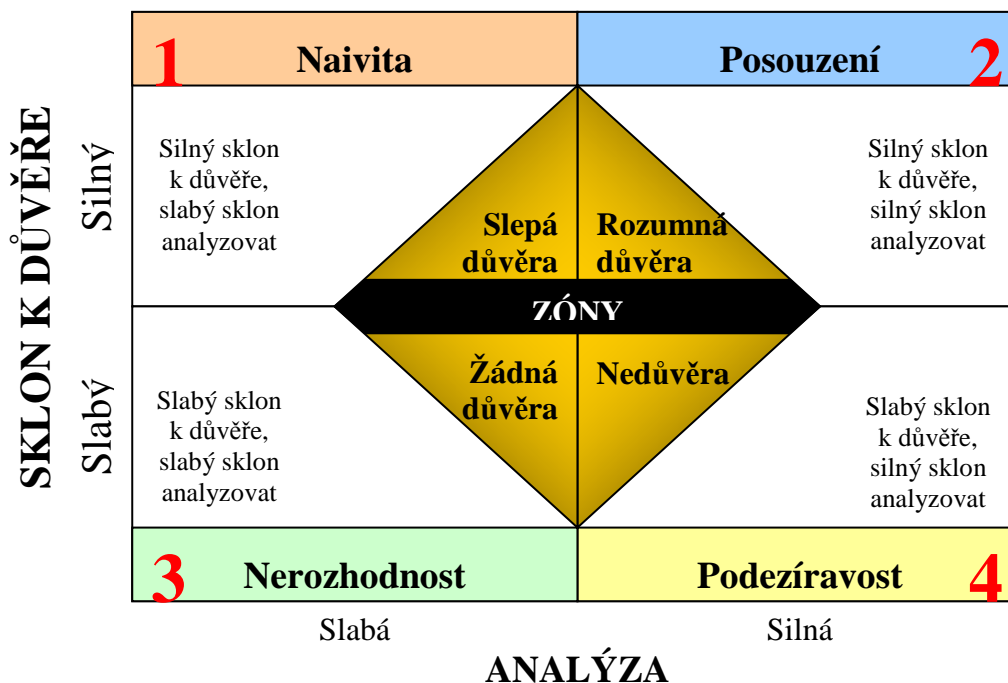 1 Naivita
Posouzení 2
SKLON K DŮVĚŘE
Silný
Slabý
Silný sklon
k důvěře,
slabý sklon
analyzovat
Silný sklon
k důvěře,
silný sklon
analyzovat
Slepá
důvěra
Rozumná
důvěra
ZÓNY
Žádná
důvěra
Nedůvěra
Slabý sklon
k důvěře,
slabý sklon
analyzovat
Slabý sklon
k důvěře,
silný sklon
analyzovat
3 Nerozhodnost
Podezíravost 4
Slabá
Silná
ANALÝZA